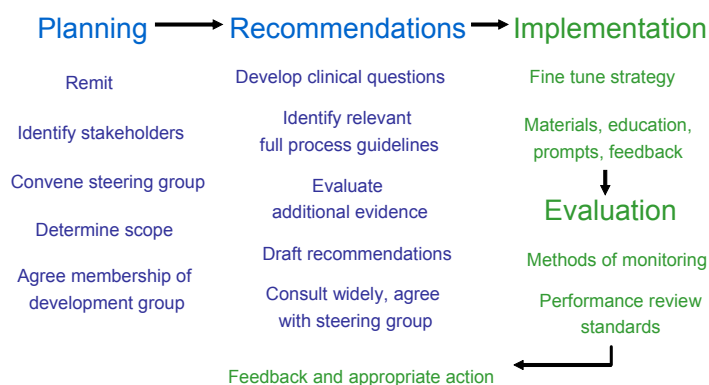 Planning
Recommendations
Implementation
Remit
Identify stakeholders
Convene steering group
Determine scope
Agree membership of
development group
Develop clinical questions
Identify relevant
full process guidelines
Evaluate
additional evidence
Draft recommendations
Consult widely, agree
with steering group
Fine tune strategy
Materials, education,
prompts, feedback
Evaluation
Methods of monitoring
Performance review
standards
Feedback and appropriate action